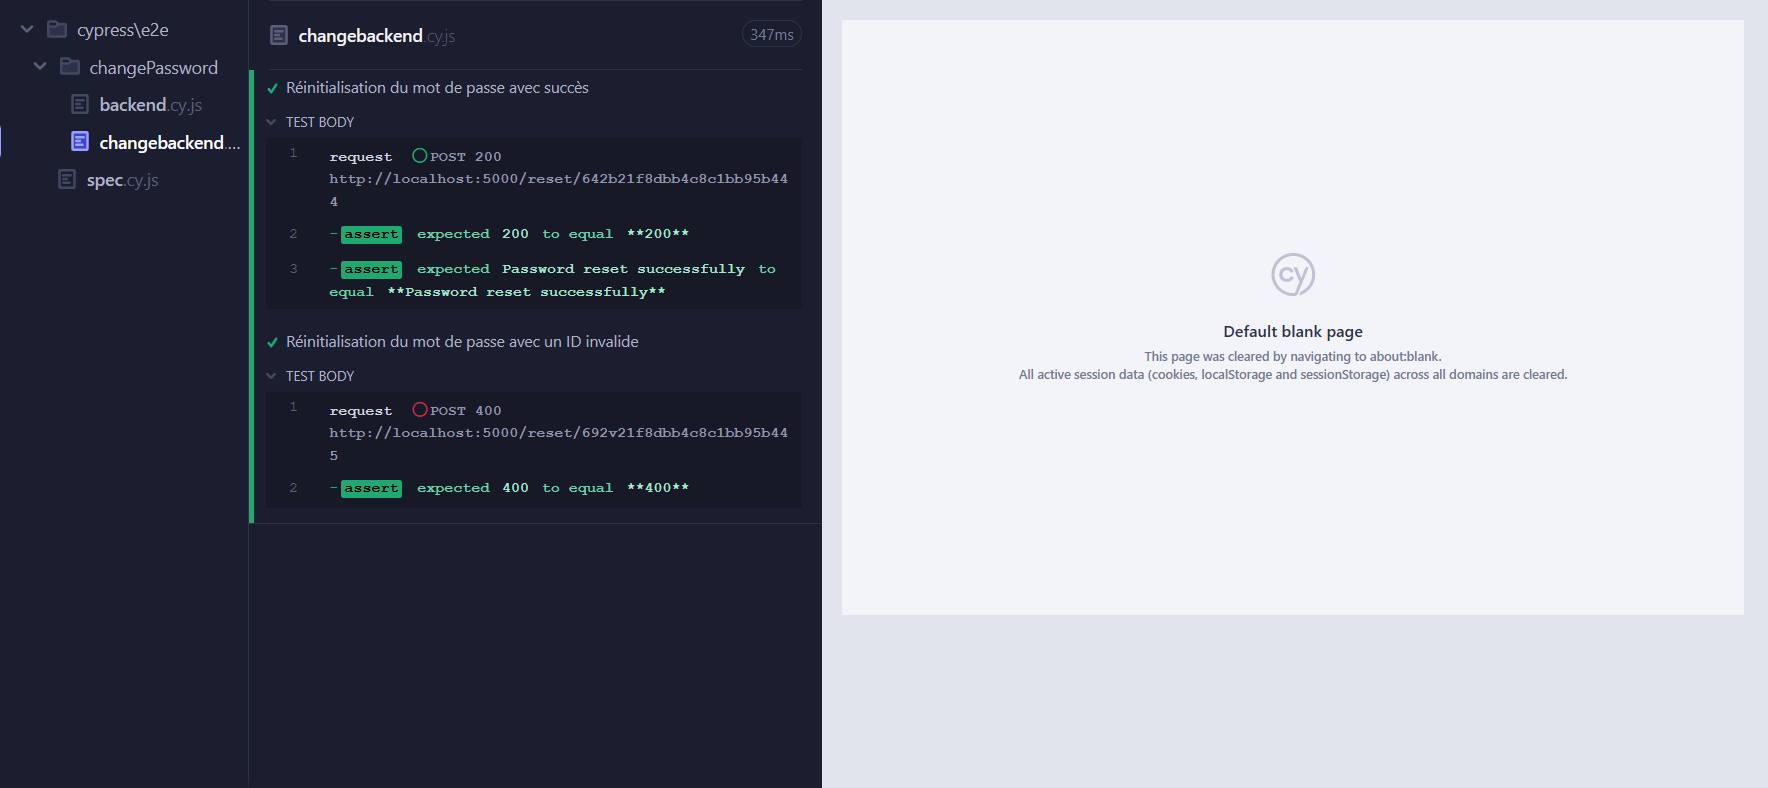 cypress\e2e
changePassword
backend.cy.js
changebackend....
spec.cy.js
changebackend.cy.js
347ms
Réinitialisation du mot de passe avec succès
TEST BODY
1 request POST 200
http://localhost:5000/reset/642b21f8dbb4c8c1bb95b44
4
2 -assert expected 200 to equal **200**
3 -assert expected Password reset successfully to
equal **Password reset successfully**
Réinitialisation du mot de passe avec un ID invalide
TEST BODY
1 request POST 400
http://localhost:5000/reset/692v21f8dbb4c8c1bb95b44
5
2 -assert expected 400 to equal **400**
cy
Default blank page
This page was cleared by navigating to about:blank.
All active session data (cookies, localStorage and sessionStorage) across all domains are cleared.